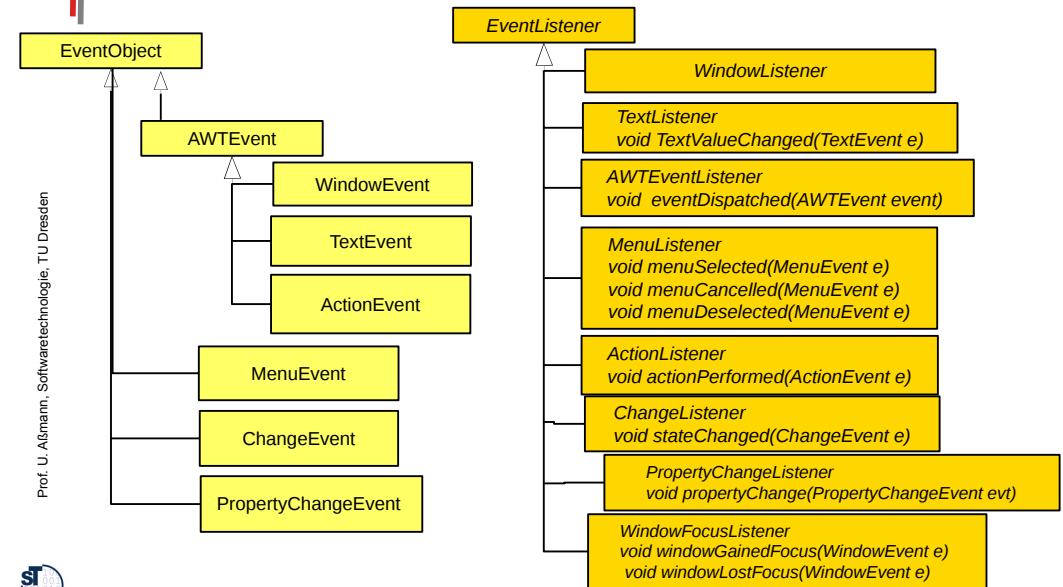 EventObject
AWTEvent
WindowEvent
TextEvent
ActionEvent
MenuEvent
ChangeEvent
PropertyChangeEvent
EventListener
WindowListener
TextListener
void TextValueChanged(TextEvent e)
AWTEventListener
void eventDispatched(AWTEvent event)
MenuListener
void menuSelected(MenuEvent e)
void menuCancelled(MenuEvent e)
void menuDeselected(MenuEvent e)
ActionListener
void actionPerformed(ActionEvent e)
ChangeListener
void stateChanged(ChangeEvent e)
PropertyChangeListener
void propertyChange(PropertyChangeEvent evt)
WindowFocusListener
void windowGainedFocus(WindowEvent e)
void windowLostFocus(WindowEvent e)
Prof. U. Aßmann, Softwaretechnologie, TU Dresden
ST